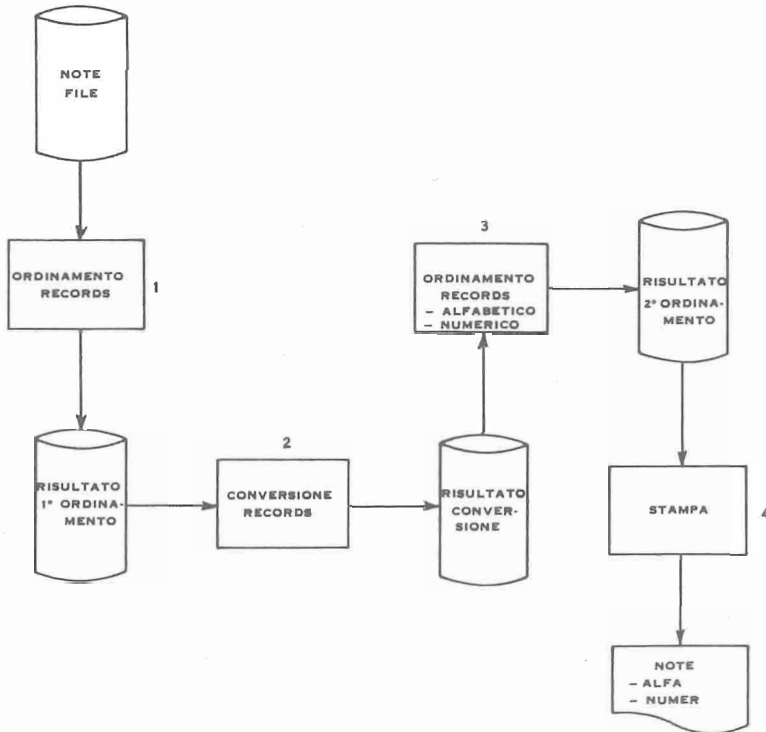 NOTE
FILE
ORDINAMENTO
RECORDS
1
RISULTATO
1° ORDINA-
MENTO
2
CONVERSIONE
RECORDS
RISULTATO
CONVER-
SIONE
3
ORDINAMENTO
RECORDS
– ALFABETICO
– NUMERICO
RISULTATO
2° ORDINA-
MENTO
STAMPA
4
NOTE
– ALFA
– NUMER